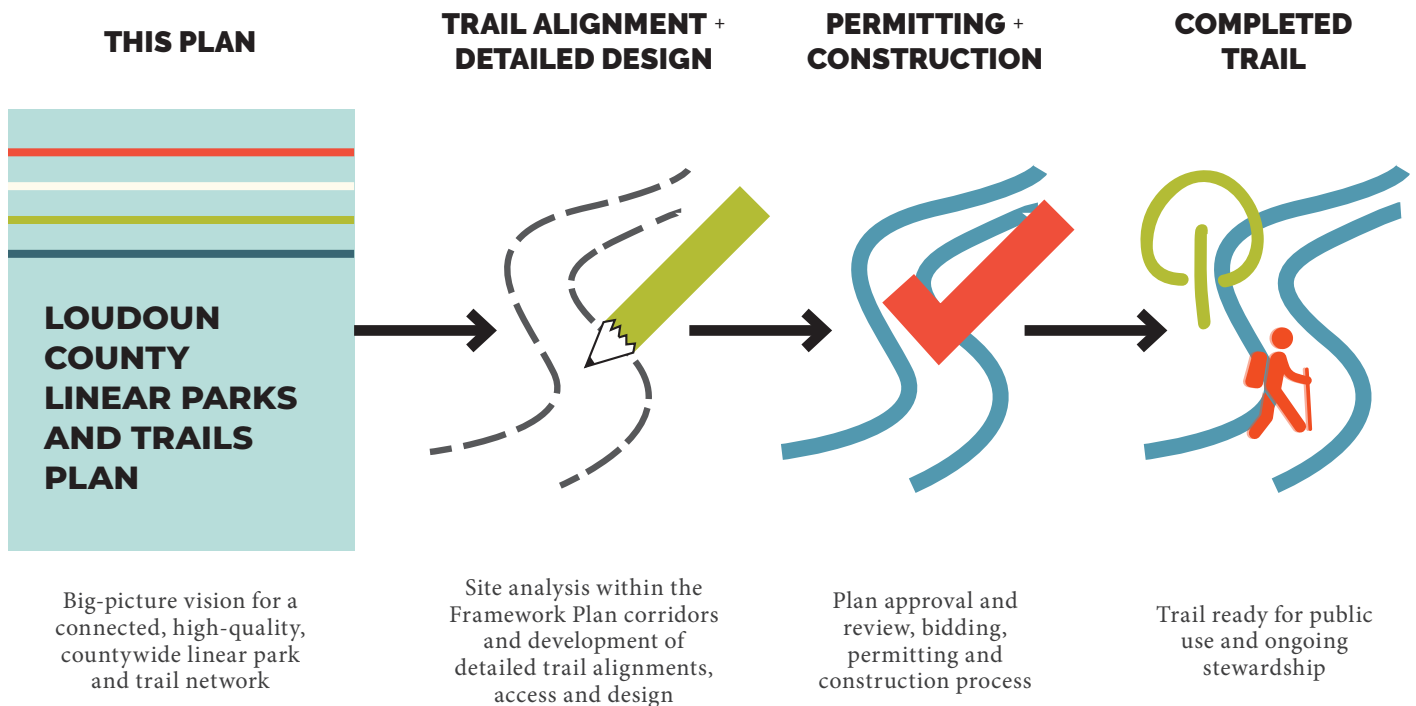 THIS PLAN
TRAIL ALIGNMENT +
DETAILED DESIGN
PERMITTING +
CONSTRUCTION
COMPLETED
TRAIL
LOUDOUN
COUNTY
LINEAR PARKS
AND TRAILS
PLAN
Big-picture vision for a
connected, high-quality,
countywide linear park
and trail network
Site analysis within the
Framework Plan corridors
and development of
detailed trail alignments,
access and design
Plan approval and
review, bidding,
permitting and
construction process
Trail ready for public
use and ongoing
stewardship